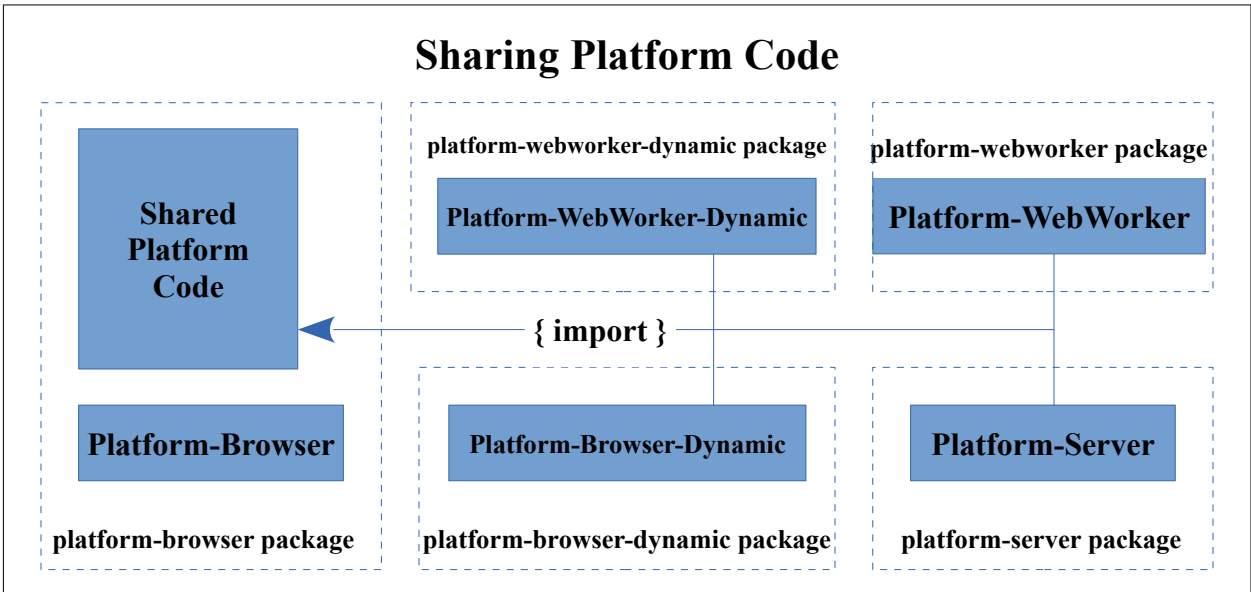 Sharing Platform Code
Shared
Platform
Code
Platform-Browser
platform-browser package
platform-webworker-dynamic package
Platform-WebWorker-Dynamic
platform-webworker package
Platform-WebWorker
{ import }
Platform-Browser-Dynamic
platform-browser-dynamic package
Platform-Server
platform-server package